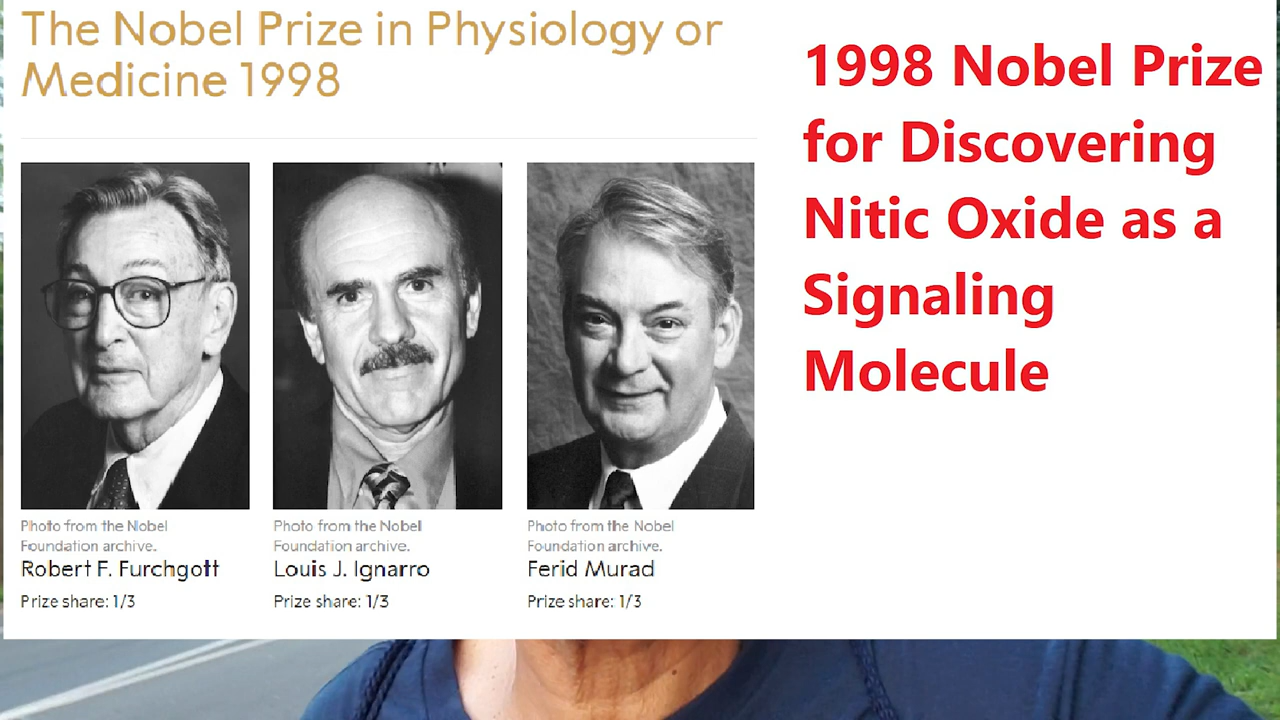 The Nobel Prize in Physiology or
Medicine 1998
1998 Nobel Prize
for Discovering
Nitic Oxide as a
Signaling
Molecule
Photo from the Nobel
Foundation archive.
Robert F. Furchgott
Prize share: 1/3
Photo from the Nobel
Foundation archive.
Louis J. Ignarro
Prize share: 1/3
Photo from the Nobel
Foundation archive.
Ferid Murad
Prize share: 1/3